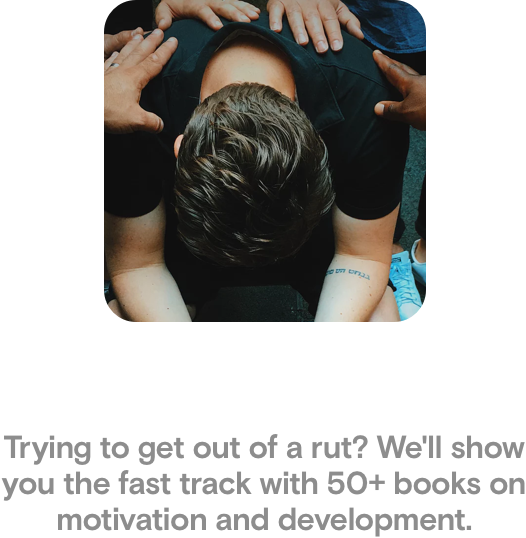 Trying to get out of a rut? We'll show
you the fast track with 50+ books on
motivation and development.